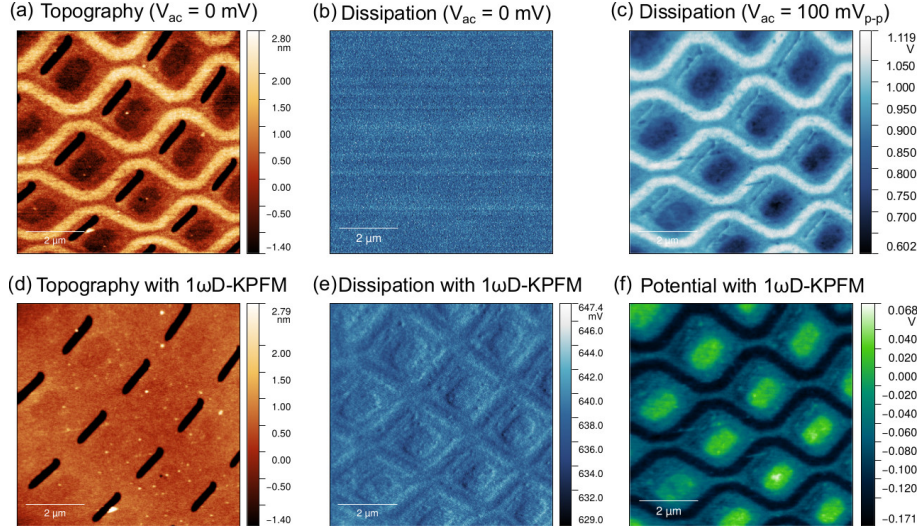 (a) Topography (Vac = 0 mV)
(b) Dissipation (Vac = 0 mV)
(c) Dissipation (Vac = 100 mVp-p)
2.80
nm
2.00
1.50
1.00
0.50
0.00
−0.50
−1.40
2 µm
2 µm
1.119
V
1.050
1.000
0.950
0.900
0.850
0.800
0.750
0.700
0.602
2 µm
(d) Topography with 1ωD-KPFM
(e) Dissipation with 1ωD-KPFM
(f) Potential with 1ωD-KPFM
2.79
nm
2.00
1.50
1.00
0.50
0.00
−0.50
−1.40
2 µm
647.4
mV
646.0
644.0
642.0
640.0
638.0
636.0
634.0
632.0
629.0
2 µm
0.068
V
0.040
0.020
0.000
−0.020
−0.040
−0.060
−0.080
−0.100
−0.120
−0.171
2 µm